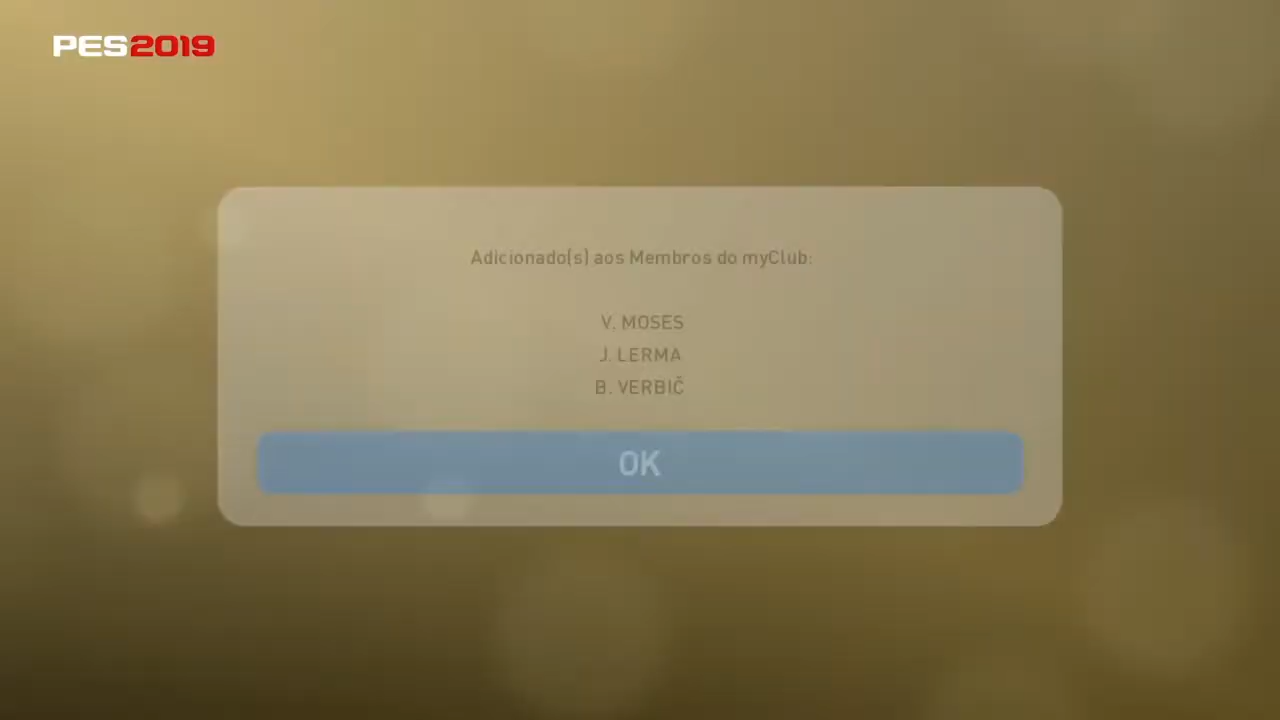 PES2019
Adicionado(s) aos Membros do myClub:
V. MOSES
J. LERMA
B. VERBIČ
OK